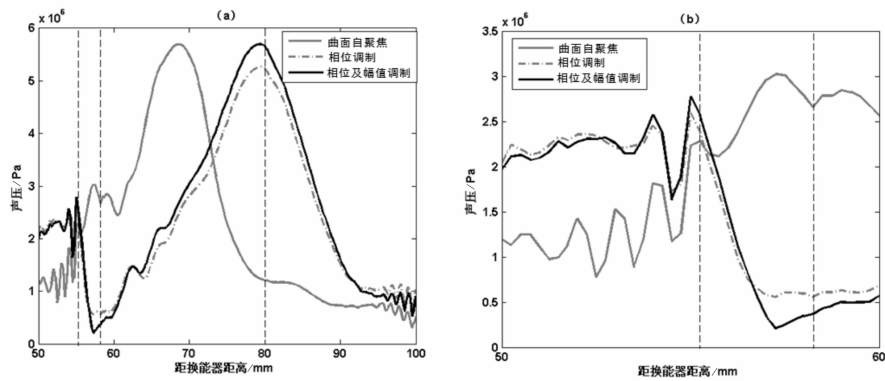 (a)
× 10⁶
6
5
4
3
2
1
0
声压/Pa
曲面自聚焦
相位调制
相位及幅值调制
50 60 70 80 90 100
距换能器距离/mm
(b)
× 10⁶
3.5
3
2.5
2
1.5
1
0.5
0
声压/Pa
曲面自聚焦
相位调制
相位及幅值调制
50 60
距换能器距离/mm